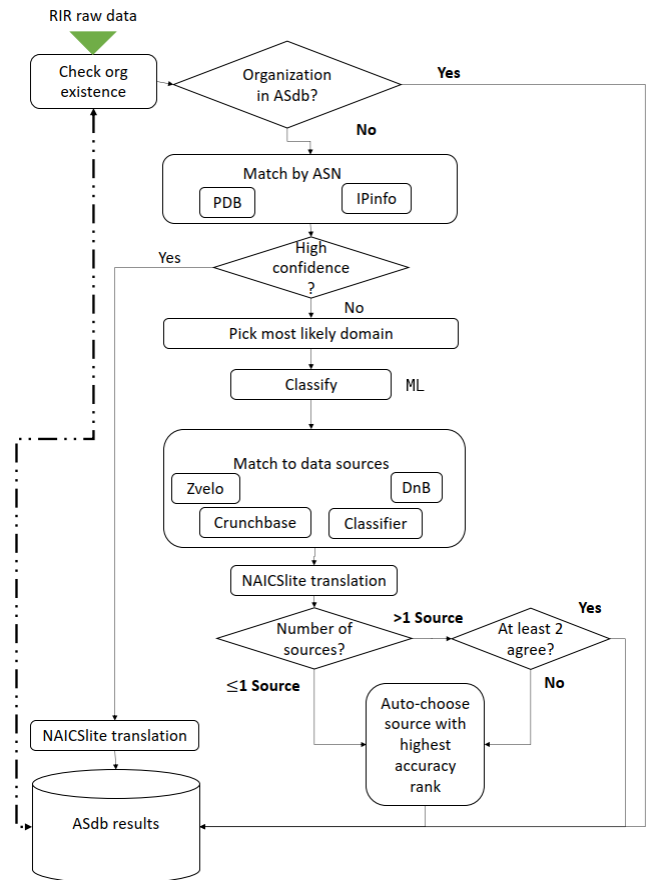 RIR raw data
Check org
existence
Organization
in ASdb?
Yes
No
Match by ASN
PDB
IPinfo
High
confidence
?
Yes
No
Pick most likely domain
Classify
ML
Match to data sources
Zvelo
DnB
Crunchbase
Classifier
NAICSlite translation
Number of
sources?
>1 Source
At least 2
agree?
Yes
≤1 Source
No
Auto-choose
source with
highest
accuracy
rank
NAICSlite translation
ASdb results